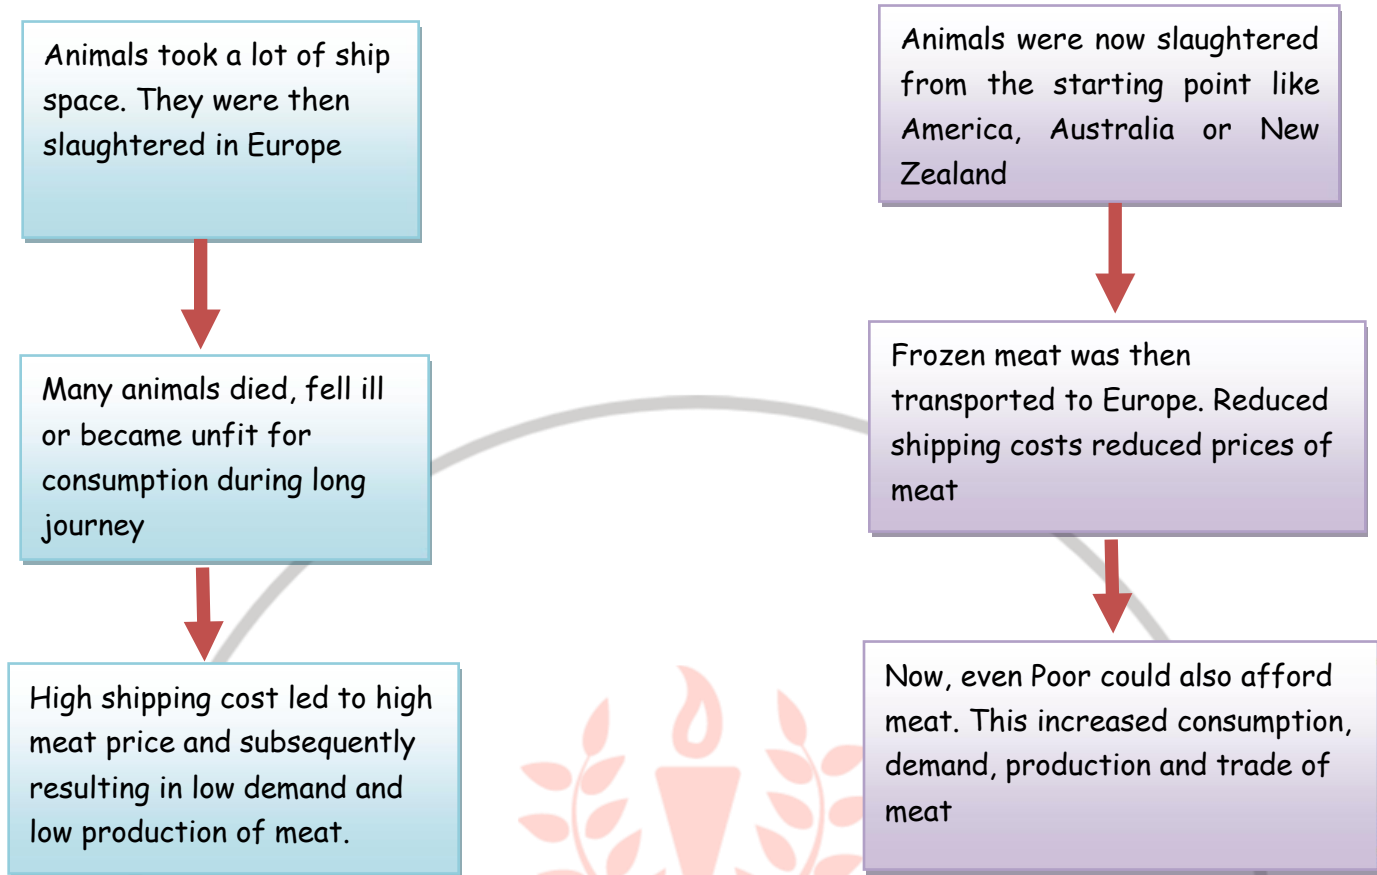 Animals took a lot of ship
space. They were then
slaughtered in Europe
Many animals died, fell ill
or became unfit for
consumption during long
journey
High shipping cost led to high
meat price and subsequently
resulting in low demand and
low production of meat.
Animals were now slaughtered
from the starting point like
America, Australia or New
Zealand
Frozen meat was then
transported to Europe. Reduced
shipping costs reduced prices of
meat
Now, even Poor could also afford
meat. This increased consumption,
demand, production and trade of
meat